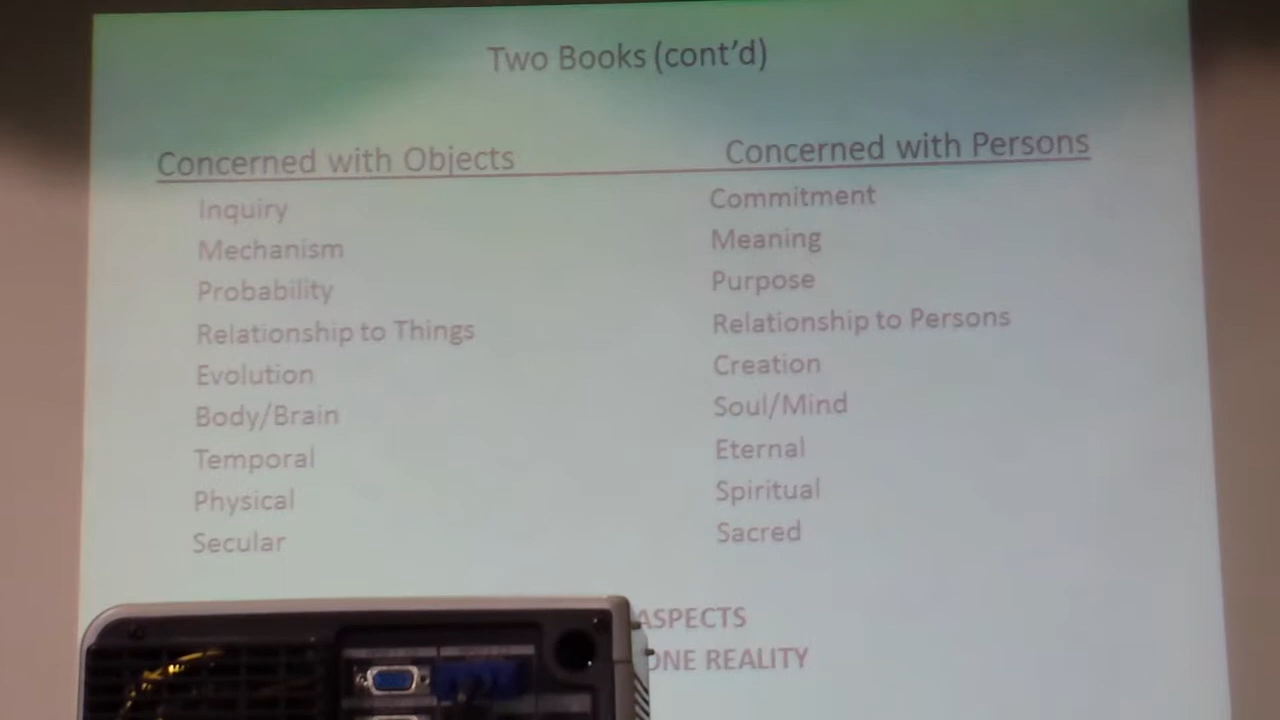 Two Books (cont’d)
Concerned with Objects
Inquiry
Mechanism
Probability
Relationship to Things
Evolution
Body/Brain
Temporal
Physical
Secular
Concerned with Persons
Commitment
Meaning
Purpose
Relationship to Persons
Creation
Soul/Mind
Eternal
Spiritual
Sacred
ASPECTS
ONE REALITY